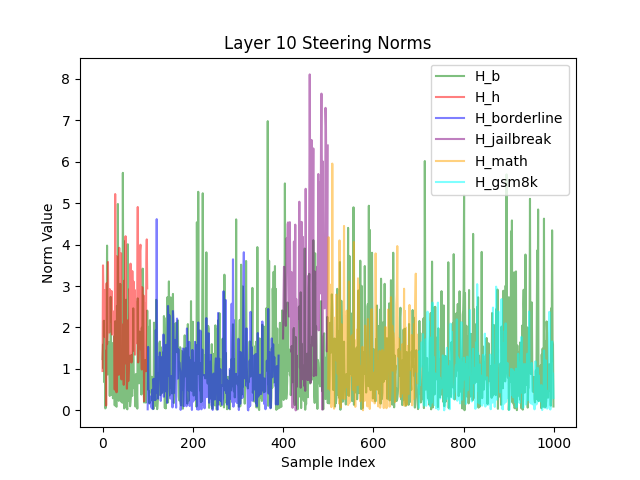 Layer 10 Steering Norms
Norm Value
8
7
6
5
4
3
2
1
0
H_b
H_h
H_borderline
H_jailbreak
H_math
H_gsm8k
0 200 400 600 800 1000
Sample Index